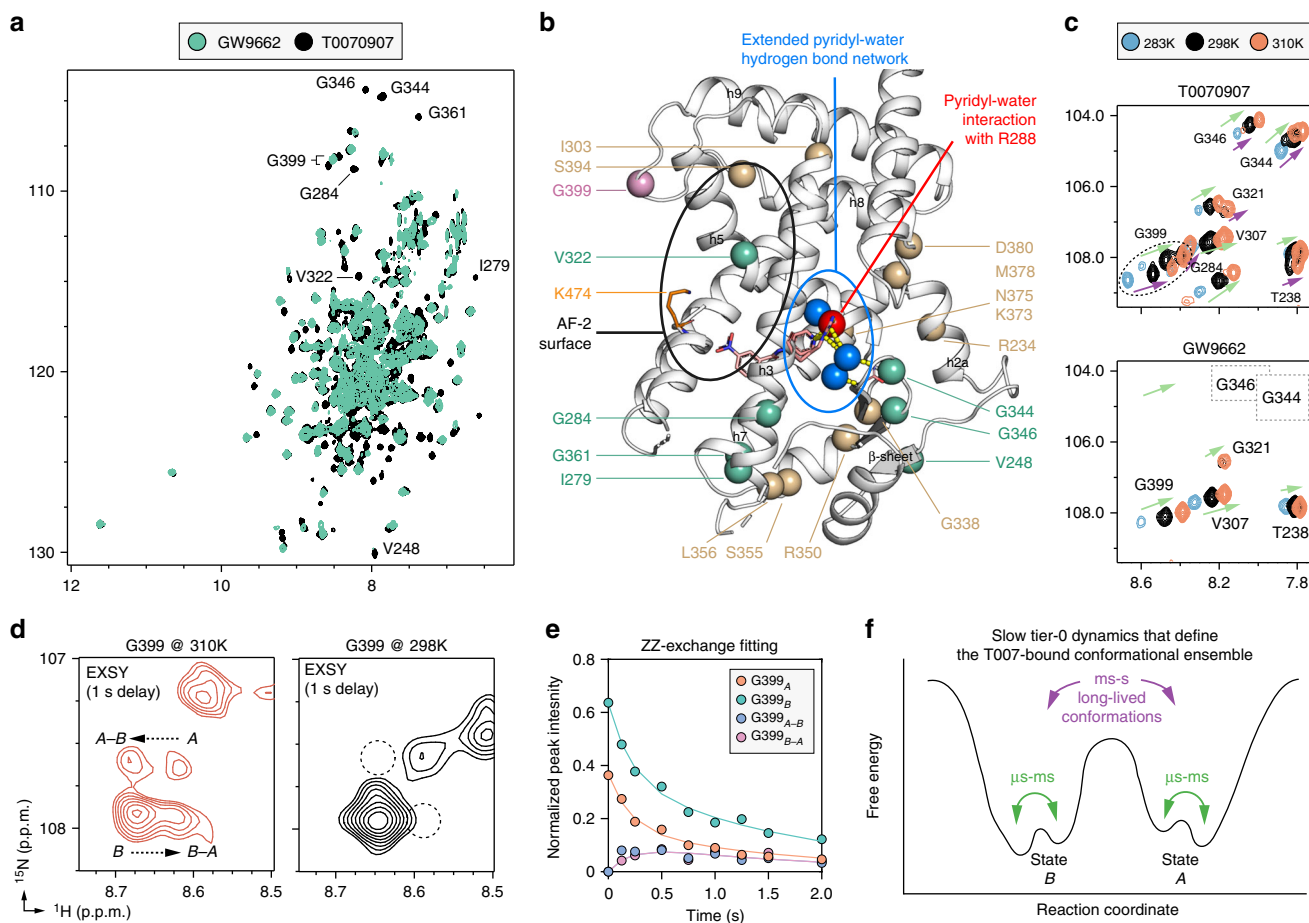 a
GW9662 T0070907
G346
G344
G361
G399
G284
V322
I279
V248
110
120
130
12 10 8
b
Extended pyridyl-water
hydrogen bond network
Pyridyl-water
interaction
with R288
h9
I303
S394
G399
h8
h5
V322
K474
AF-2
surface
h3
G284
h7
G361
I279
L356 S355 R350
D380
M378
N375
K373
R234
h2a
G344
G346
β-sheet
V248
G338
c
283K 298K 310K
T0070907
104.0
G346
G344
106.0
G321
G399
V307
108.0
G284
T238
GW9662
104.0
G346
G344
106.0
G321
G399
V307
108.0
T238
8.6 8.2 7.8
d
G399 @ 310K
G399 @ 298K
107
EXSY
(1 s delay)
EXSY
(1 s delay)
A–B A
108
B B–A
8.7 8.6 8.5
8.7 8.6 8.5
15N (p.p.m.)
1H (p.p.m.)
e
ZZ-exchange fitting
Normalized peak intesnity
0.8
0.6
0.4
0.2
0
G399A
G399B
G399A–B
G399B–A
0 0.5 1.0 1.5 2.0
Time (s)
f
Slow tier-0 dynamics that define
the T007-bound conformational ensemble
ms-s
long-lived
conformations
Free energy
μs-ms
μs-ms
State
B
State
A
Reaction coordinate